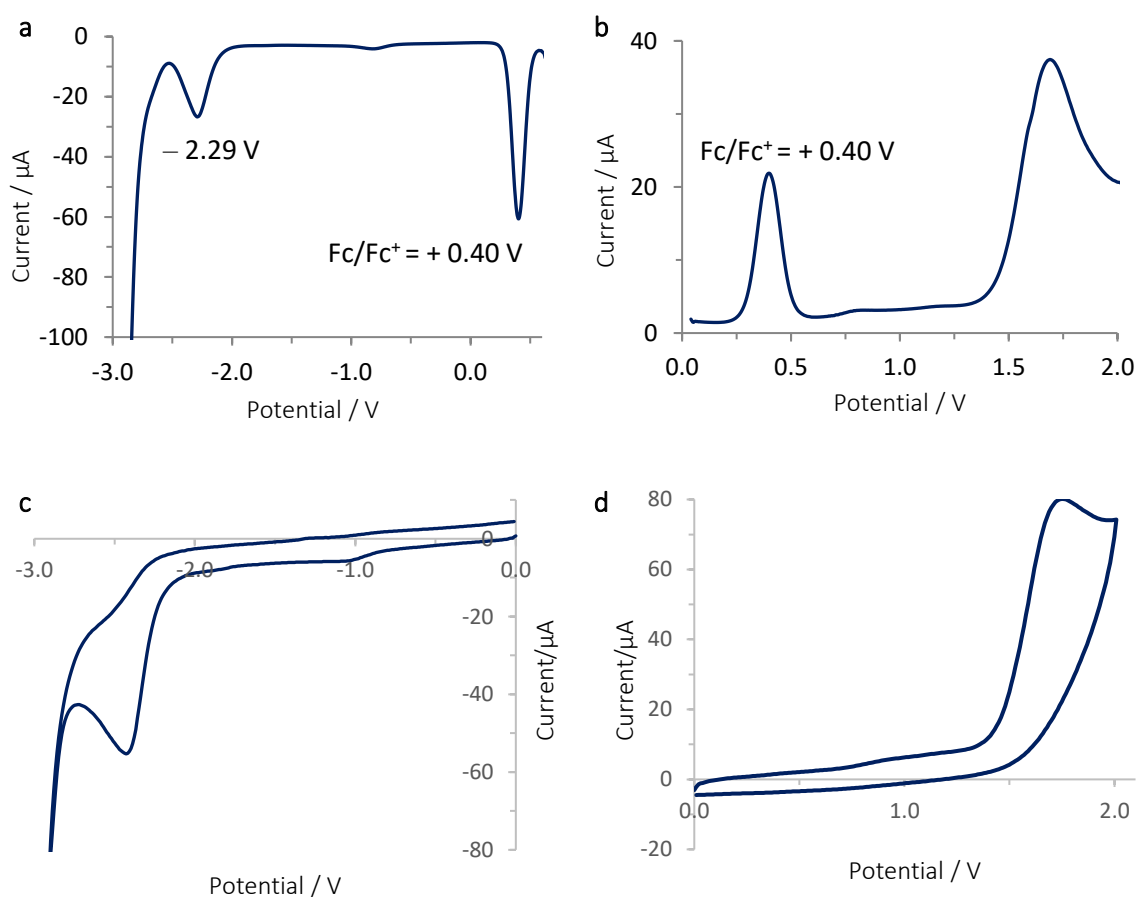 a
0
-20
-40
-60
-80
-100
Current / µA
– 2.29 V
Fc/Fc⁺ = + 0.40 V
-3.0 -2.0 -1.0 0.0
Potential / V
b
40
20
0
Current / µA
Fc/Fc⁺ = + 0.40 V
0.0 0.5 1.0 1.5 2.0
Potential / V
c
-3.0 -2.0 -1.0 0.0
0
-20
-40
-60
-80
Current/µA
Potential / V
d
80
60
40
20
0
-20
Current/µA
0.0 1.0 2.0
Potential / V